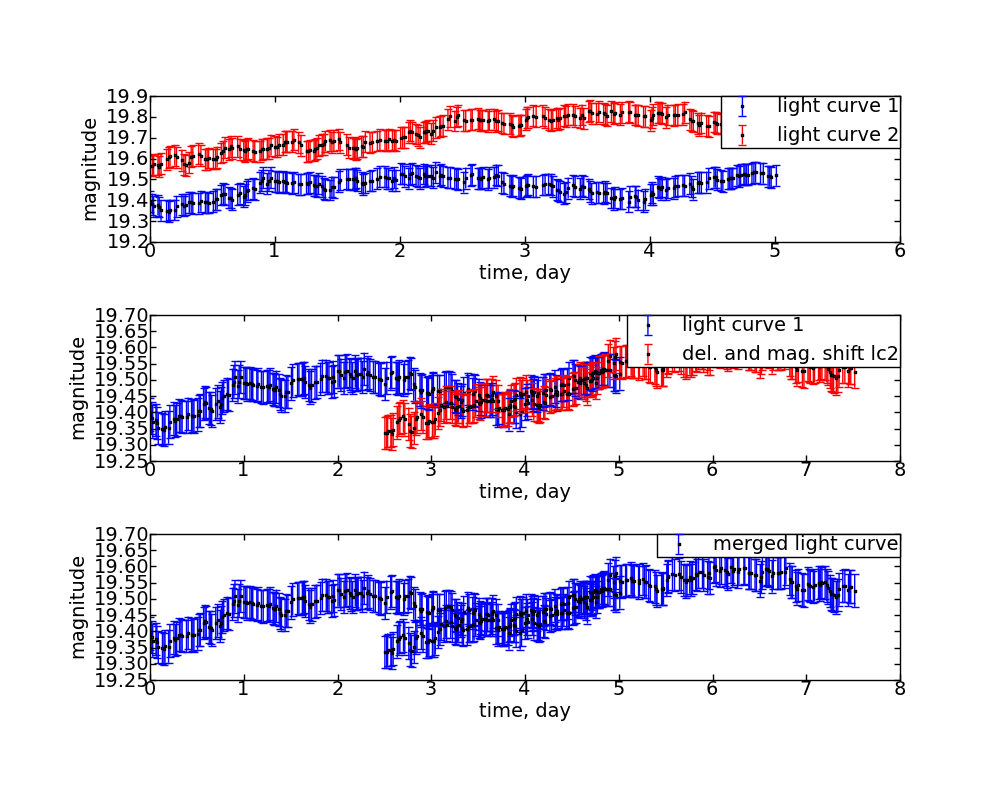 19.9
19.8
19.7
19.6
19.5
19.4
19.3
19.2
magnitude
light curve 1
light curve 2
0 1 2 3 4 5 6
time, day
19.70
19.65
19.60
19.55
19.50
19.45
19.40
19.35
19.30
19.25
magnitude
light curve 1
del. and mag. shift lc2
0 1 2 3 4 5 6 7 8
time, day
19.70
19.65
19.60
19.55
19.50
19.45
19.40
19.35
19.30
19.25
magnitude
merged light curve
0 1 2 3 4 5 6 7 8
time, day